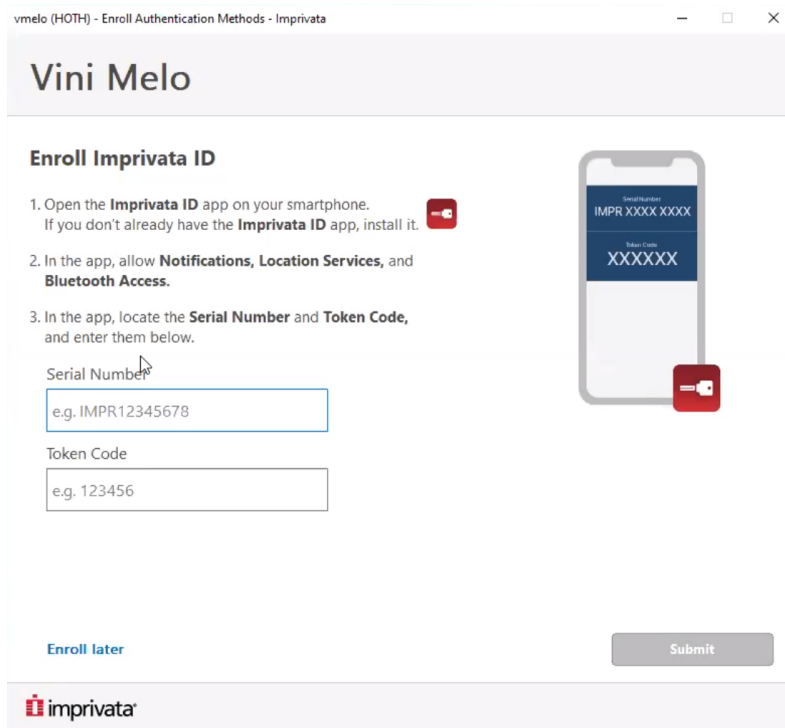 vmelo (HOTH) - Enroll Authentication Methods - Imprivata
Vini Melo
Enroll Imprivata ID
1. Open the Imprivata ID app on your smartphone.
If you don't already have the Imprivata ID app, install it.
2. In the app, allow Notifications, Location Services, and
Bluetooth Access.
3. In the app, locate the Serial Number and Token Code,
and enter them below.
Serial Number
e.g. IMPR12345678
Token Code
e.g. 123456
Serial Number
IMPR XXXX XXXX
Token Code
XXXXXX
Enroll later
Submit
imprivata